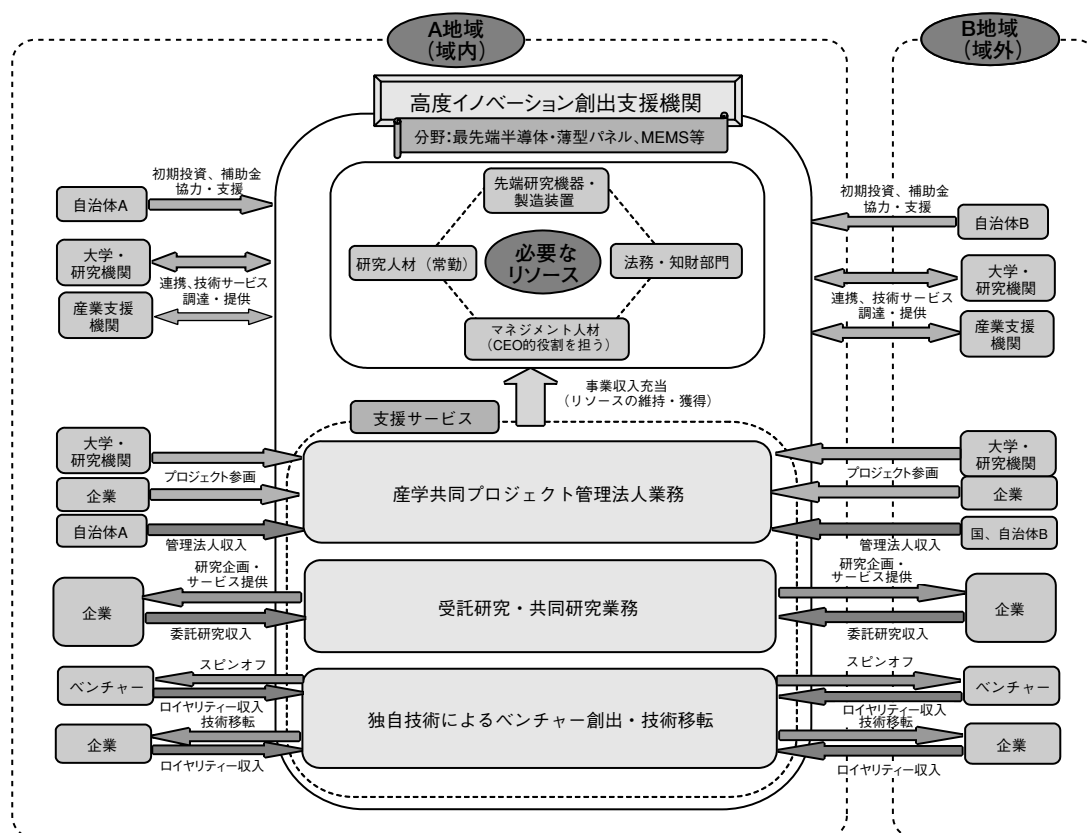 A地域
（域内）
B地域
（域外）
高度イノベーション創出支援機関
分野：最先端半導体・薄型パネル、MEMS等
先端研究機器・
製造装置
研究人材（常勤）
必要な
リソース
法務・知財部門
マネジメント人材
（CEO的役割を担う）
初期投資、補助金
協力・支援
自治体A
大学・
研究機関
連携、技術サービス
調達・提供
産業支援
機関
初期投資、補助金
協力・支援
自治体B
大学・
研究機関
連携、技術サービス
調達・提供
産業支援
機関
事業収入充当
（リソースの維持・獲得）
支援サービス
大学・
研究機関
プロジェクト参画
企業
自治体A
管理法人収入
産学共同プロジェクト管理法人業務
大学・
研究機関
プロジェクト参画
企業
国、自治体B
管理法人収入
研究企画・
サービス提供
企業
委託研究収入
受託研究・共同研究業務
研究企画・
サービス提供
企業
委託研究収入
スピンオフ
ベンチャー
ロイヤリティー収入
技術移転
企業
ロイヤリティー収入
独自技術によるベンチャー創出・技術移転
スピンオフ
ベンチャー
ロイヤリティー収入
技術移転
企業
ロイヤリティー収入